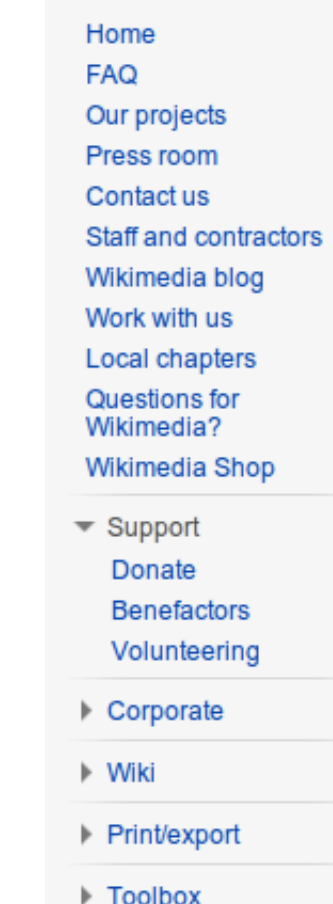 Home
FAQ
Our projects
Press room
Contact us
Staff and contractors
Wikimedia blog
Work with us
Local chapters
Questions for
Wikimedia?
Wikimedia Shop
Support
Donate
Benefactors
Volunteering
Corporate
Wiki
Print/export
Toolbox